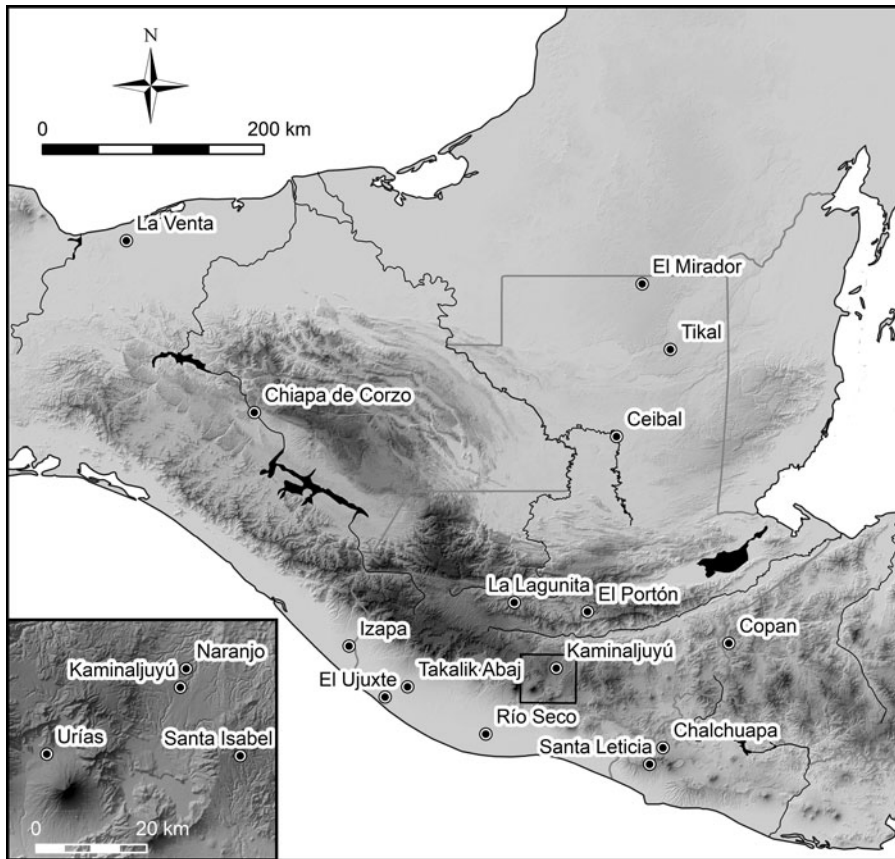 N
0 200 km
La Venta
El Mirador
Tikal
Chiapa de Corzo
Ceibal
La Lagunita
El Portón
Copan
Izapa
Kaminaljuyú
Takalik Abaj
El Ujuxte
Río Seco
Chalchuapa
Santa Leticia
Naranjo
Kaminaljuyú
Urías
Santa Isabel
0 20 km